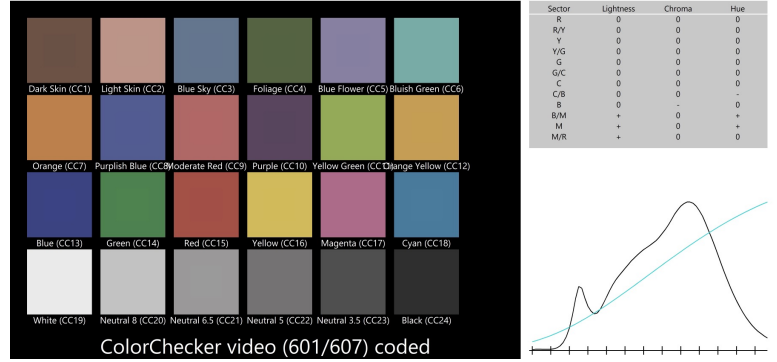 Dark Skin (CC1) Light Skin (CC2) Blue Sky (CC3) Foliage (CC4) Blue Flower (CC5) Bluish Green (CC6)
Orange (CC7) Purplish Blue (CC8) Moderate Red (CC9) Purple (CC10) Yellow Green (CC11) Orange Yellow (CC12)
Blue (CC13) Green (CC14) Red (CC15) Yellow (CC16) Magenta (CC17) Cyan (CC18)
White (CC19) Neutral 8 (CC20) Neutral 6.5 (CC21) Neutral 5 (CC22) Neutral 3.5 (CC23) Black (CC24)
ColorChecker video (601/607) coded
Sector Lightness Chroma Hue
R 0 0 0
R/Y 0 0 0
Y 0 0 0
Y/G 0 0 0
G 0 0 0
G/C 0 0 0
C 0 0 0
C/B 0 0 -
B 0 - 0
B/M + 0 +
M + 0 +
M/R + 0 0